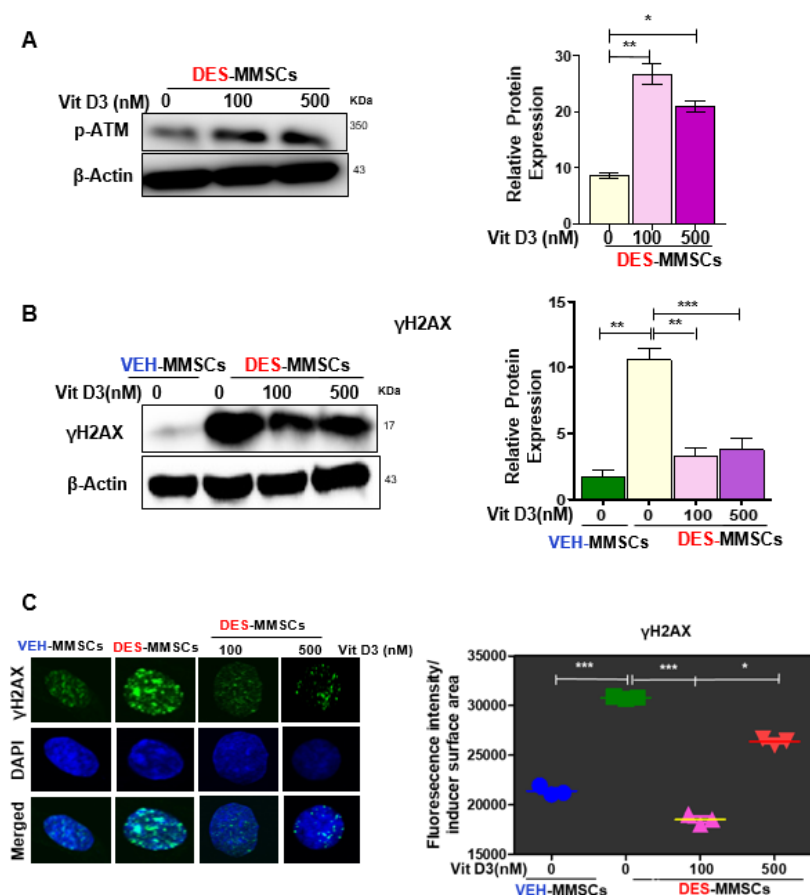 A
DES-MMSCs
Vit D3 (nM)
0 100 500 KDa
p-ATM 350
β-Actin 43
**
*
Relative Protein
Expression
30
20
10
0
Vit D3 (nM) 0 100 500
DES-MMSCs
B
γH2AX
VEH-MMSCs DES-MMSCs
Vit D3(nM) 0 0 100 500 KDa
γH2AX 17
β-Actin 43
** ** ***
Relative Protein
Expression
15
10
5
0
Vit D3(nM) 0 0 100 500
VEH-MMSCs DES-MMSCs
C
VEH-MMSCs DES-MMSCs DES-MMSCs
100 500 Vit D3 (nM)
γH2AX
DAPI
Merged
γH2AX
*** *** *
Fluoresecence intensity/
inducer surface area
35000
30000
25000
20000
15000
Vit D3(nM) 0 0 100 500
VEH-MMSCs DES-MMSCs